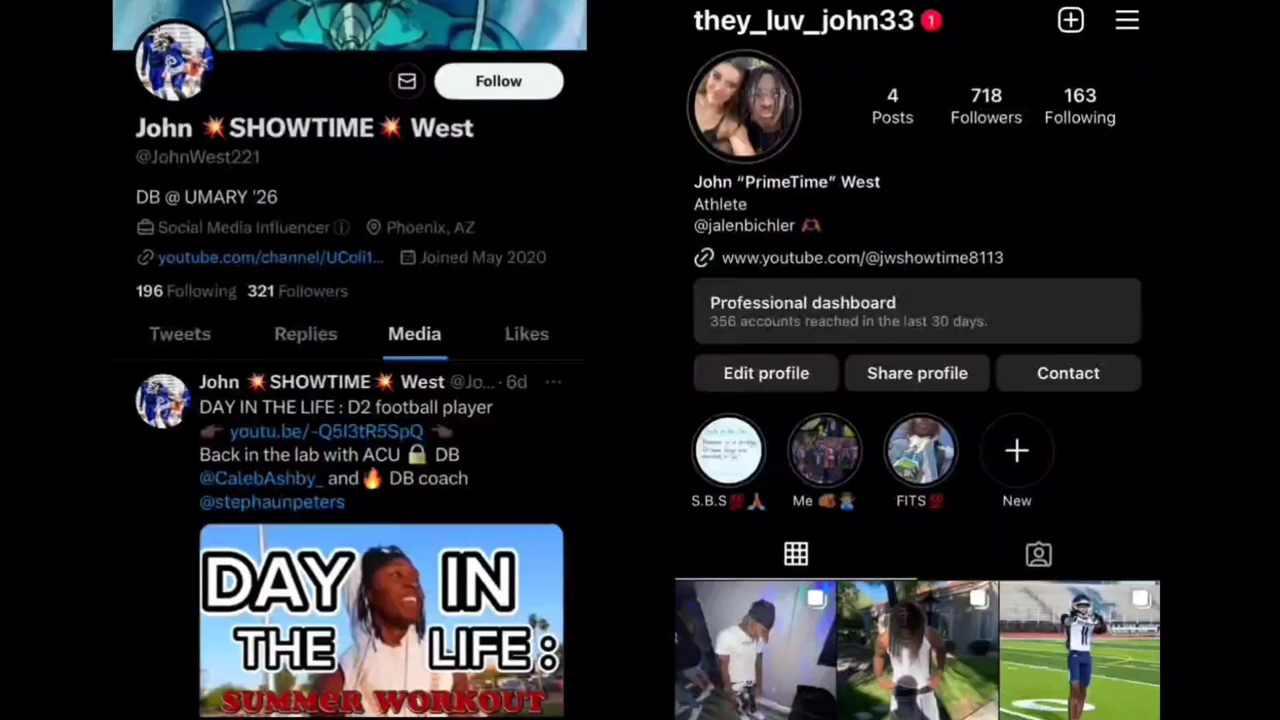 John 💥SHOWTIME💥 West
@JohnWest221
Follow
DB @ UMARY '26
Social Media Influencer ⓘ Phoenix, AZ
youtube.com/channel/UColi1... Joined May 2020
196 Following 321 Followers
Tweets Replies Media Likes
John 💥SHOWTIME💥 West @Jo... · 6d ...
DAY IN THE LIFE : D2 football player
👉🏿 youtu.be/-Q5I3tR5SpQ 👈🏿
Back in the lab with ACU 🔒 DB
@CalebAshby_ and 🔥 DB coach
@stephaunpeters
DAY IN
THE LIFE :
SUMMER WORKOUT
they_luv_john33 1
4 718 163
Posts Followers Following
John “PrimeTime” West
Athlete
@jalenbichler 🫶🏾
www.youtube.com/@jwshowtime8113
Professional dashboard
356 accounts reached in the last 30 days.
Edit profile Share profile Contact
S.B.S💯🙏🏾 Me FITS💯 New
11